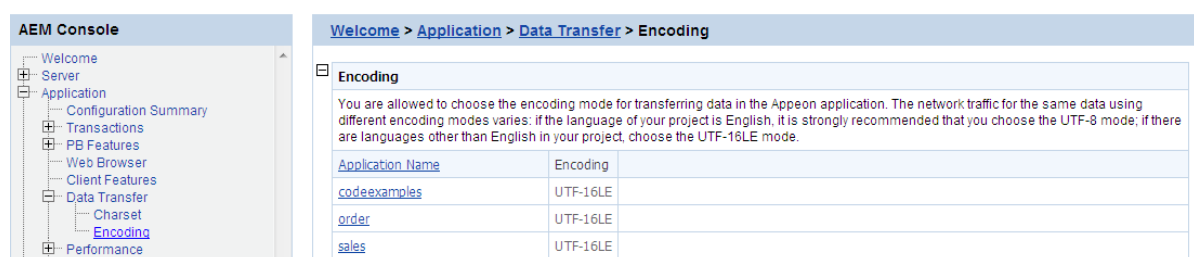 AEM Console
Welcome
Server
Application
Configuration Summary
Transactions
PB Features
Web Browser
Client Features
Data Transfer
Charset
Encoding
Performance
Welcome > Application > Data Transfer > Encoding
Encoding
You are allowed to choose the encoding mode for transferring data in the Appeon application. The network traffic for the same data using
different encoding modes varies: if the language of your project is English, it is strongly recommended that you choose the UTF-8 mode; if there
are languages other than English in your project, choose the UTF-16LE mode.
Application Name Encoding
codeexamples UTF-16LE
order UTF-16LE
sales UTF-16LE